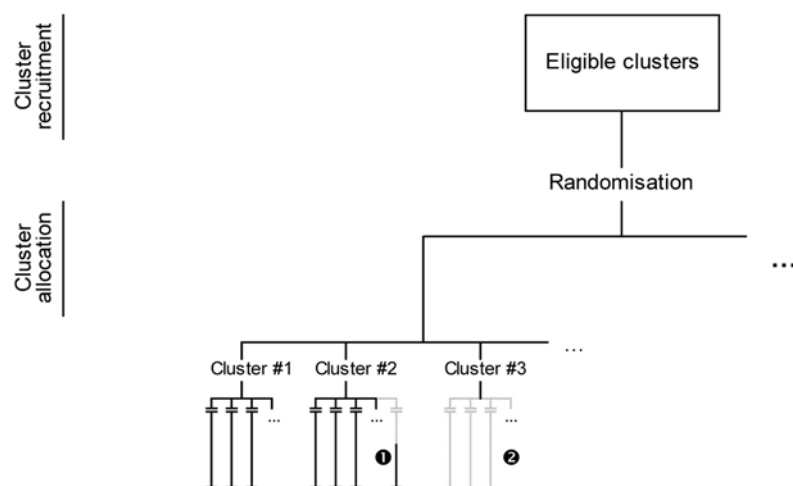 Cluster
recruitment
Eligible clusters
Randomisation
Cluster
allocation
...
...
Cluster #1 Cluster #2 Cluster #3
... ... ...
❶ ❷